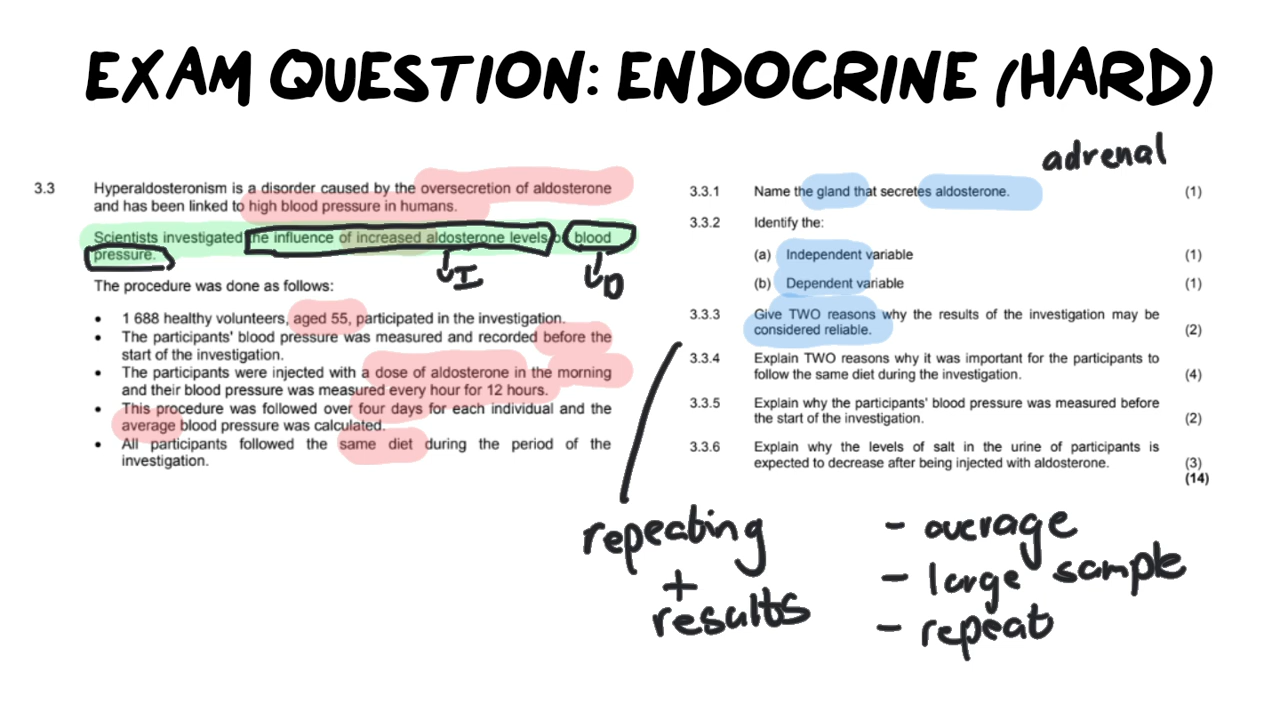 EXAM QUESTION: ENDOCRINE (HARD)
adrenal
3.3 Hyperaldosteronism is a disorder caused by the oversecretion of aldosterone
and has been linked to high blood pressure in humans.
Scientists investigated the influence of increased aldosterone levels on blood
pressure.
I
D
The procedure was done as follows:
• 1 688 healthy volunteers, aged 55, participated in the investigation.
• The participants' blood pressure was measured and recorded before the
start of the investigation.
• The participants were injected with a dose of aldosterone in the morning
and their blood pressure was measured every hour for 12 hours.
• This procedure was followed over four days for each individual and the
average blood pressure was calculated.
• All participants followed the same diet during the period of the
investigation.
3.3.1 Name the gland that secretes aldosterone. (1)
3.3.2 Identify the:
(a) Independent variable (1)
(b) Dependent variable (1)
3.3.3 Give TWO reasons why the results of the investigation may be
considered reliable. (2)
3.3.4 Explain TWO reasons why it was important for the participants to
follow the same diet during the investigation. (4)
3.3.5 Explain why the participants' blood pressure was measured before
the start of the investigation. (2)
3.3.6 Explain why the levels of salt in the urine of participants is
expected to decrease after being injected with aldosterone. (3)
(14)
repeating
+
results
- average
- large sample
- repeat